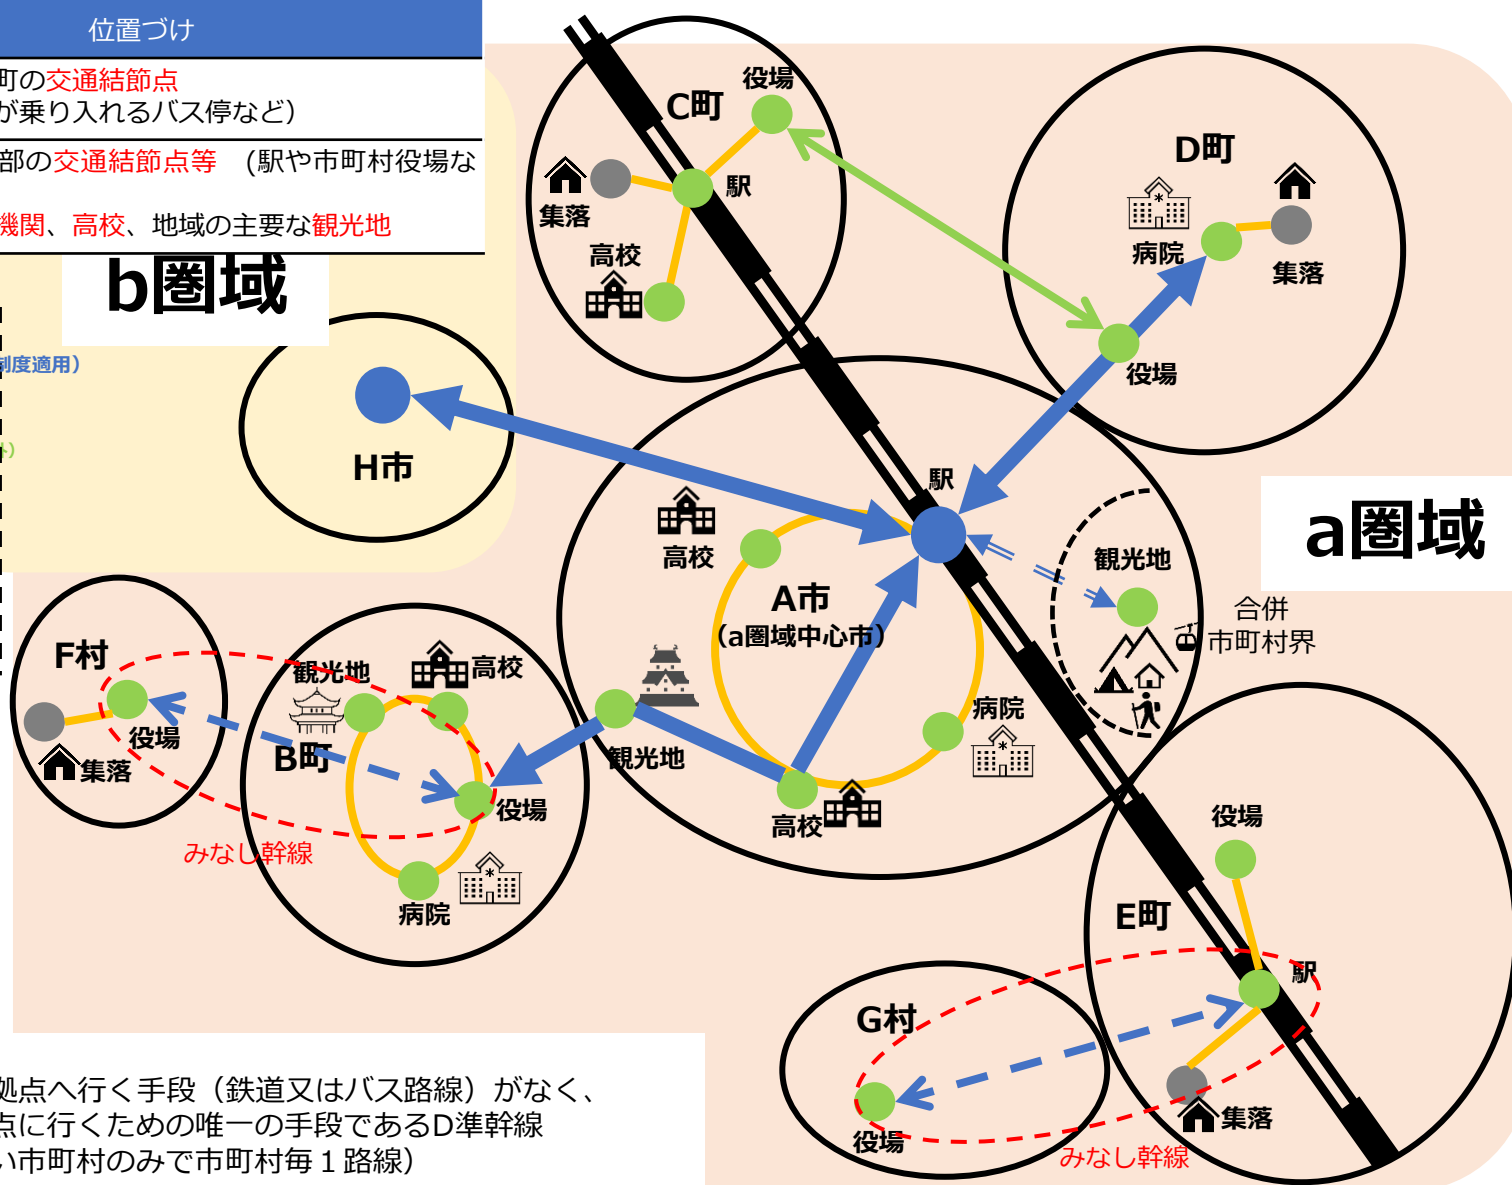 位置づけ
町の交通結節点
が乗り入れるバス停など）
部の交通結節点等 (駅や市町村役場な
機関、高校、地域の主要な観光地
b圏域
制度適用）
H市
C町
役場
駅
集落
高校
D町
病院
集落
役場
a圏域
駅
高校
A市
（a圏域中心市）
観光地
合併
市町村界
病院
観光地
高校
F村
役場
集落
観光地
高校
B町
役場
病院
みなし幹線
役場
E町
駅
集落
G村
役場
みなし幹線
拠点へ行く手段（鉄道又はバス路線）がなく、
点に行くための唯一の手段であるD準幹線
い市町村のみで市町村毎１路線）